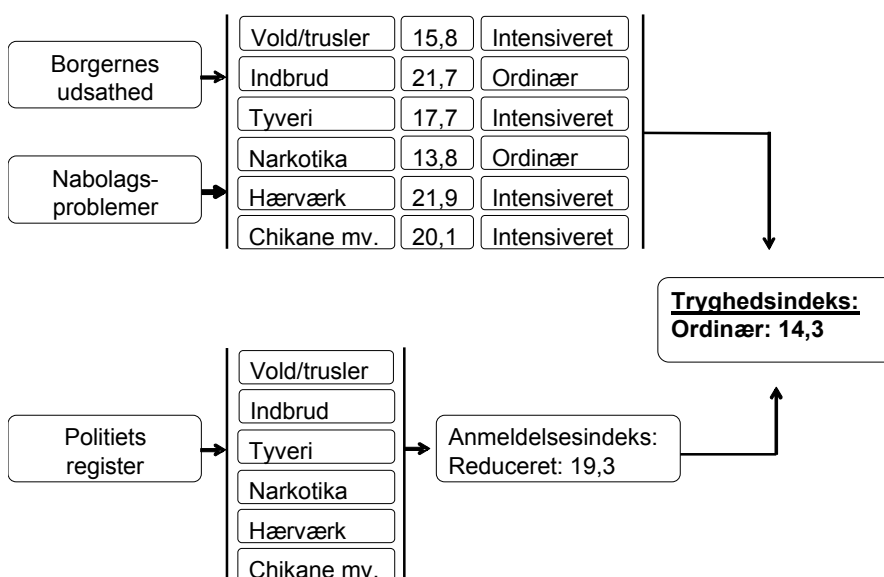 Borgernes
udsathed
Nabolags-
problemer
Vold/trusler 15,8 Intensiveret
Indbrud 21,7 Ordinær
Tyveri 17,7 Intensiveret
Narkotika 13,8 Ordinær
Hærværk 21,9 Intensiveret
Chikane mv. 20,1 Intensiveret
Tryghedsindeks:
Ordinær: 14,3
Politiets
register
Vold/trusler
Indbrud
Tyveri
Narkotika
Hærværk
Chikane mv.
Anmeldelsesindeks:
Reduceret: 19,3